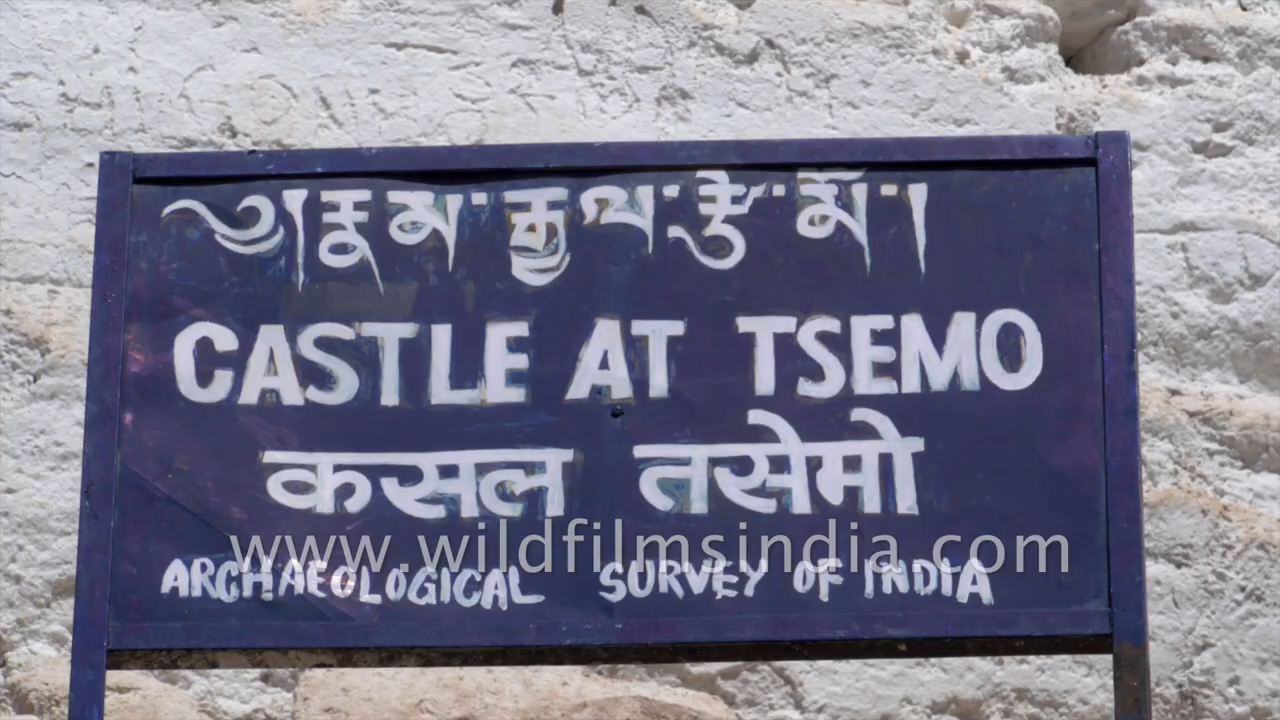 ༄། རྣམ་རྒྱལ་རྩེ་མོ་།
CASTLE AT TSEMO
कसल तसेमो
www.wildfilmsindia.com
ARCHAEOLOGICAL SURVEY OF INDIA